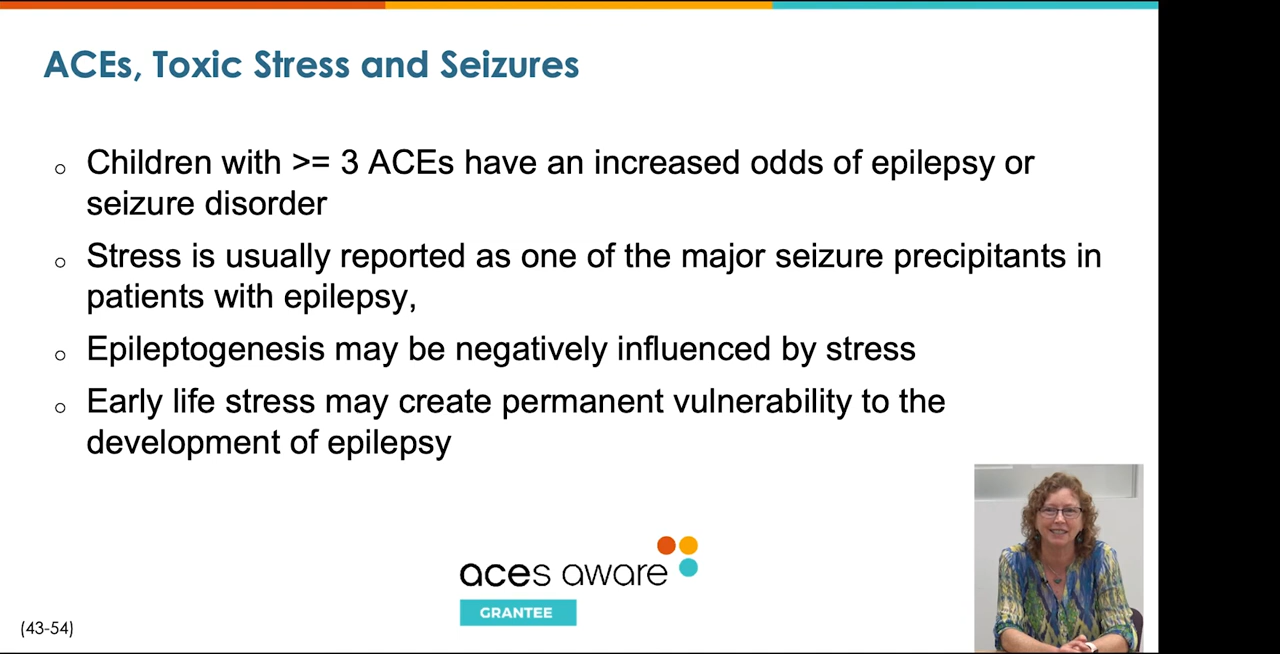 ACEs, Toxic Stress and Seizures
Children with >= 3 ACEs have an increased odds of epilepsy or
seizure disorder
Stress is usually reported as one of the major seizure precipitants in
patients with epilepsy,
Epileptogenesis may be negatively influenced by stress
Early life stress may create permanent vulnerability to the
development of epilepsy
aces aware
GRANTEE
(43-54)